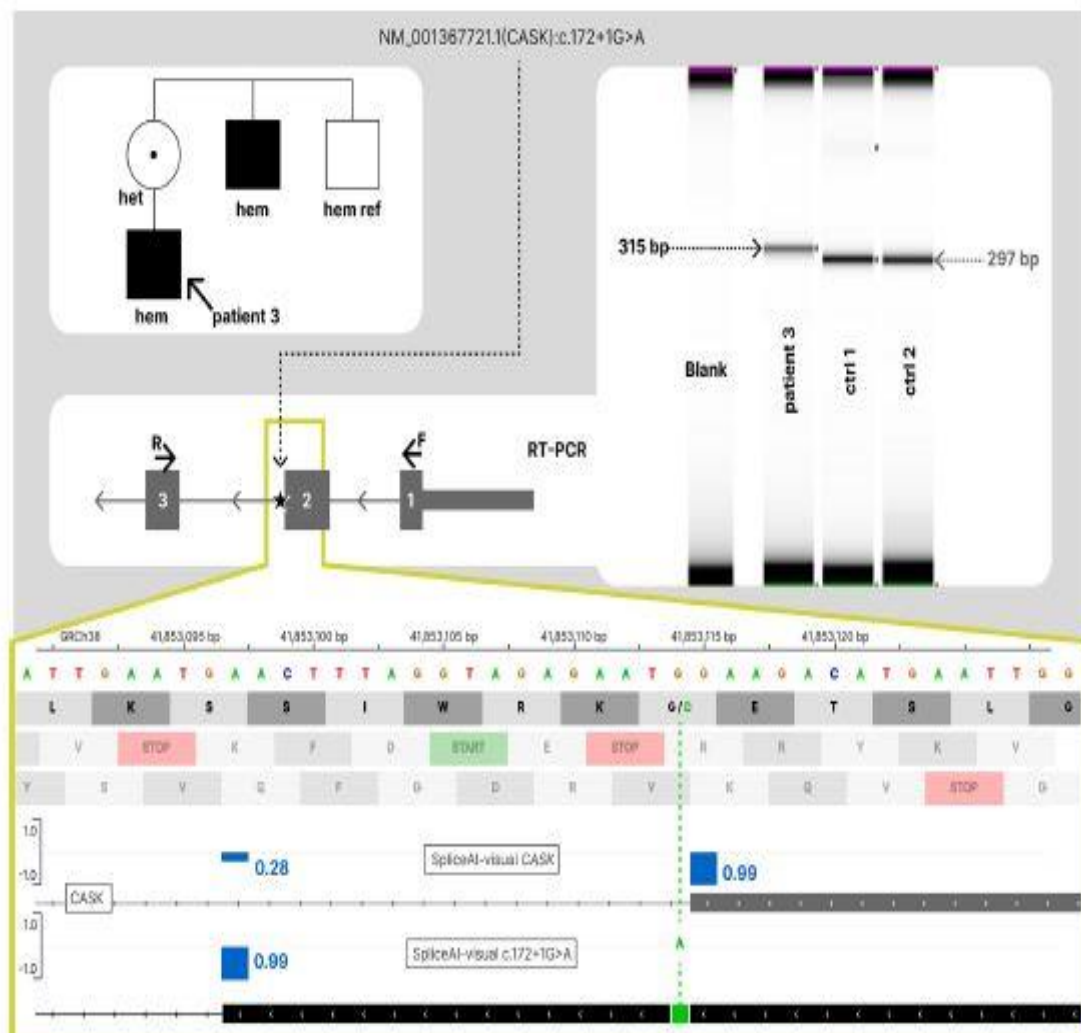 NM_001367721.1(CASK):c.172+1G>A
het
hem
hem ref
hem
patient 3
315 bp
297 bp
Blank
patient 3
ctrl 1
ctrl 2
R
F
RT-PCR
3
2
1
GRCh38 41,853,095 bp 41,853,100 bp 41,853,105 bp 41,853,110 bp 41,853,115 bp 41,853,120 bp
A T T G A A T G A A C T T T A G G T A G A G A A T G G A A G A C A T G A A T T G G
L K S S I W R K G/D E T S L G
V STOP K F D START E STOP R R Y K V
Y S V Q F G D R V K Q V STOP G
1.0
-1.0
0.28
SpliceAI-visual CASK
0.99
CASK
1.0
-1.0
0.99
SpliceAI-visual c.172+1G>A
A